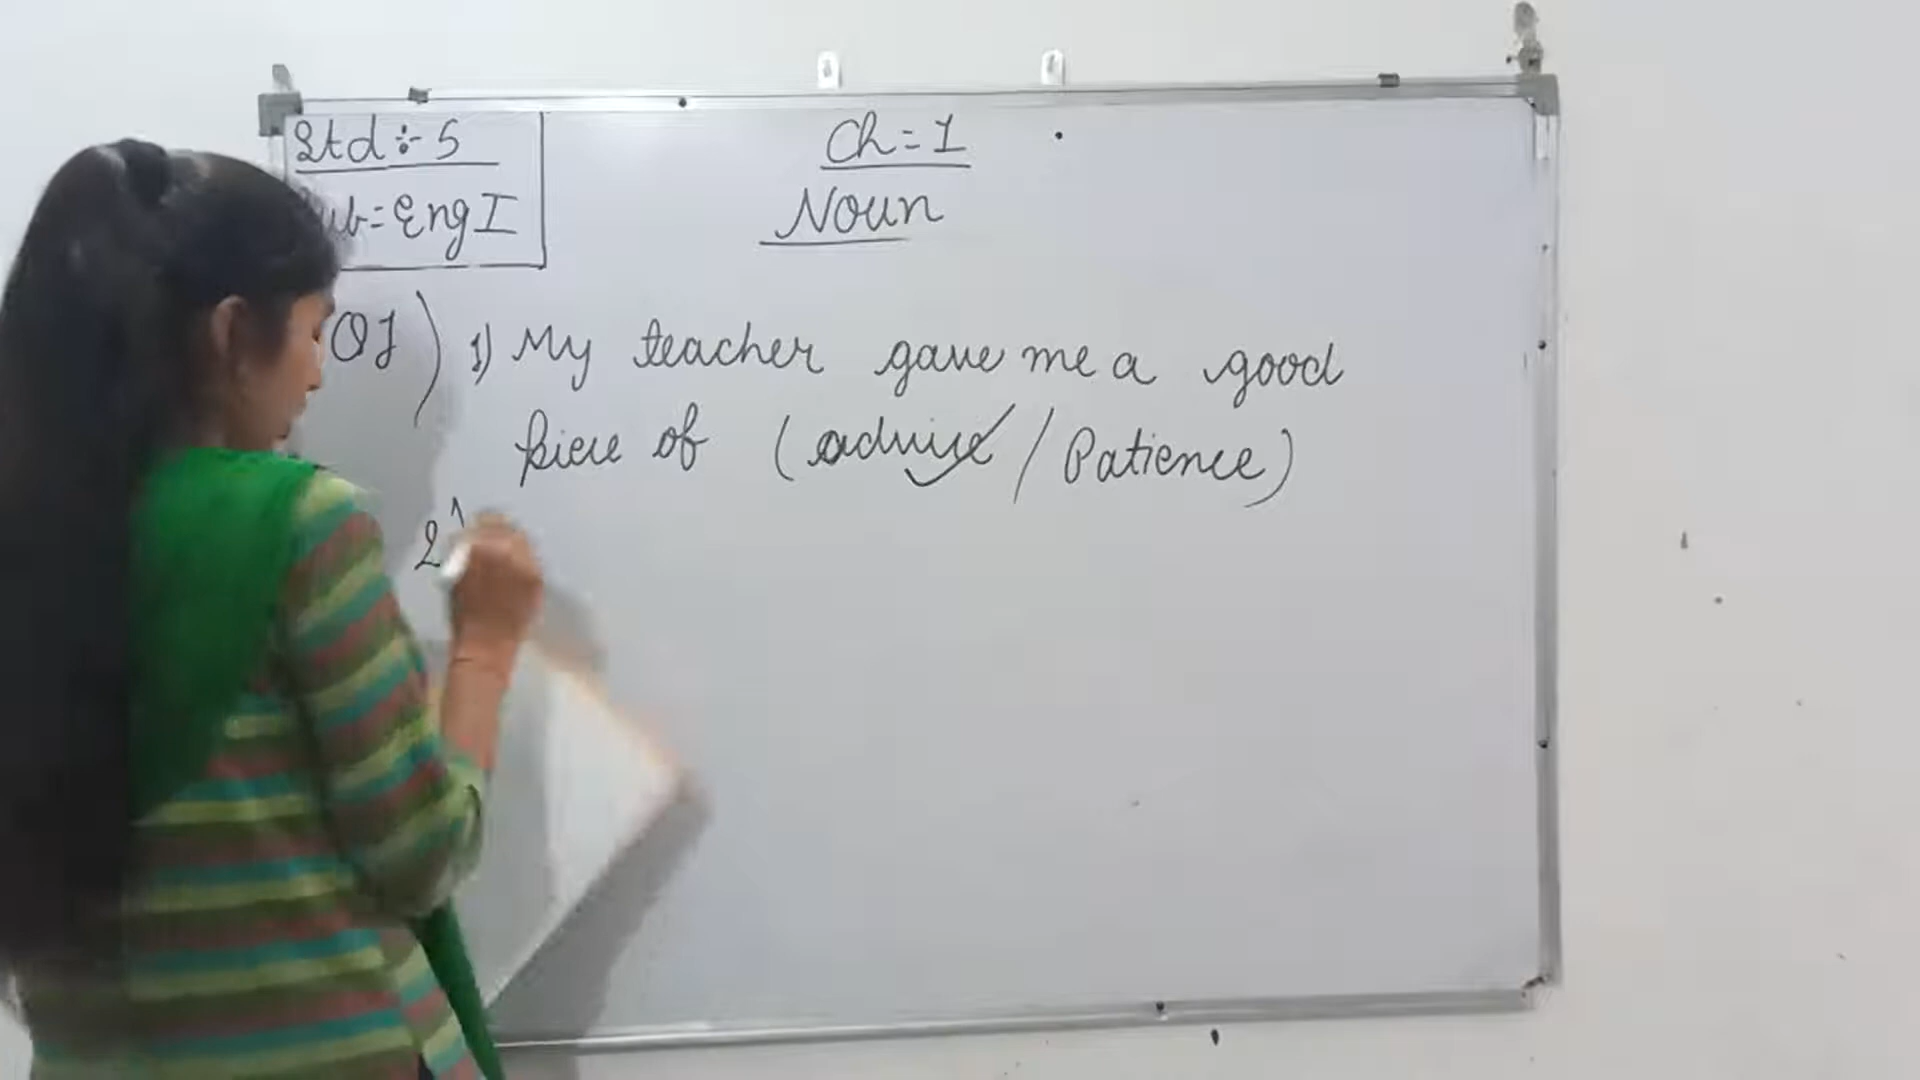 Std ÷ 5
Sub = Eng I
Ch = 1
Noun
Q1) 1) My teacher gave me a good
piece of (advice / Patience)
2)